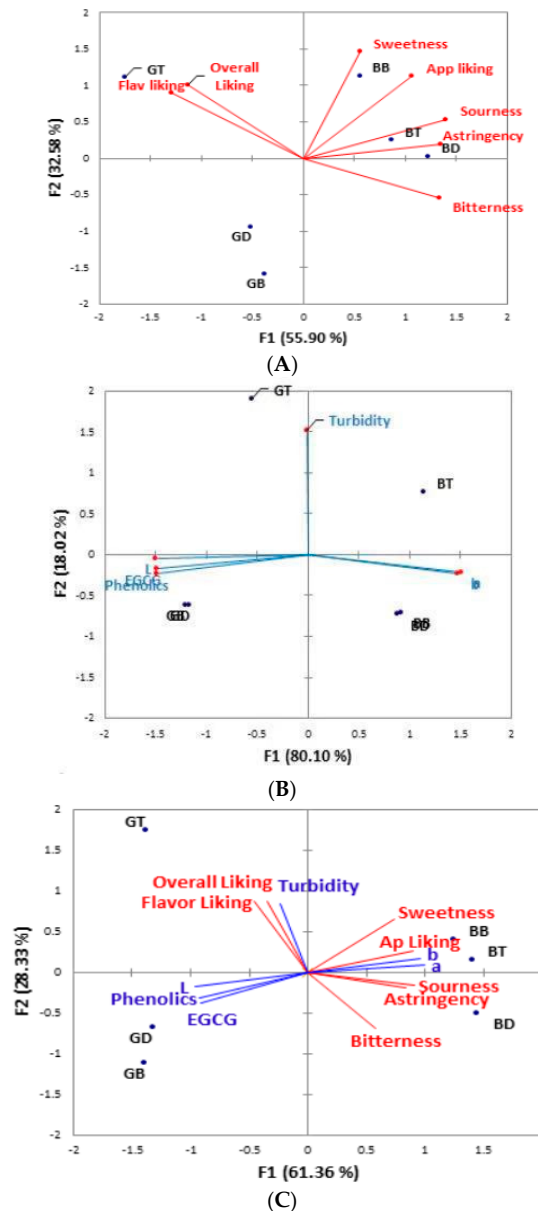 2
1.5
1
0.5
0
-0.5
-1
-1.5
-2
F2 (32.58 %)
Sweetness
GT
Overall
Liking
Flav liking
BB
App liking
Sourness
BT
Astringency
BD
Bitterness
GD
GB
-2 -1.5 -1 -0.5 0 0.5 1 1.5 2
F1 (55.90 %)
(A)
2
1.5
1
0.5
0
-0.5
-1
-1.5
-2
F2 (18.02 %)
GT
Turbidity
BT
L
EGCG
Phenolics
b
GD
BB
BD
-2 -1.5 -1 -0.5 0 0.5 1 1.5 2
F1 (80.10 %)
(B)
2
1.5
1
0.5
0
-0.5
-1
-1.5
-2
F2 (28.33 %)
GT
Overall Liking
Turbidity
Flavor Liking
Sweetness
BB
Ap Liking
b
BT
a
L
Sourness
Phenolics
Astringency
EGCG
GD
Bitterness
BD
GB
-2 -1.5 -1 -0.5 0 0.5 1 1.5
F1 (61.36 %)
(C)